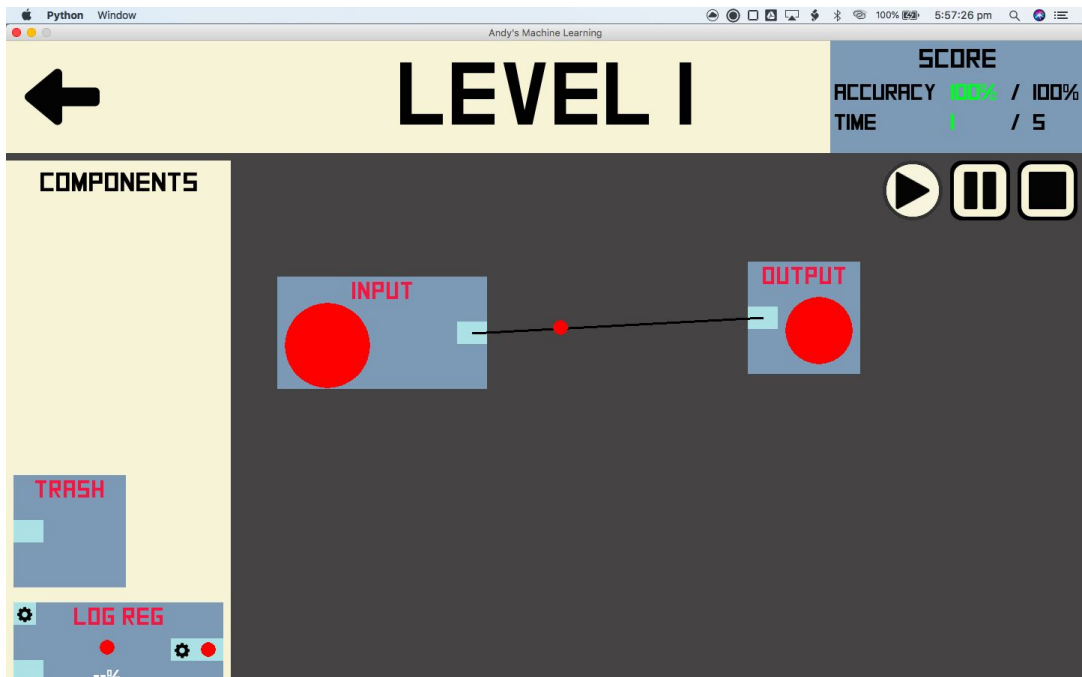 Python Window 100% 5:57:26 pm
Andy's Machine Learning
LEVEL 1
SCORE
ACCURACY 100% / 100%
TIME 1 / 5
COMPONENTS
INPUT
OUTPUT
TRASH
LOG REG
--%